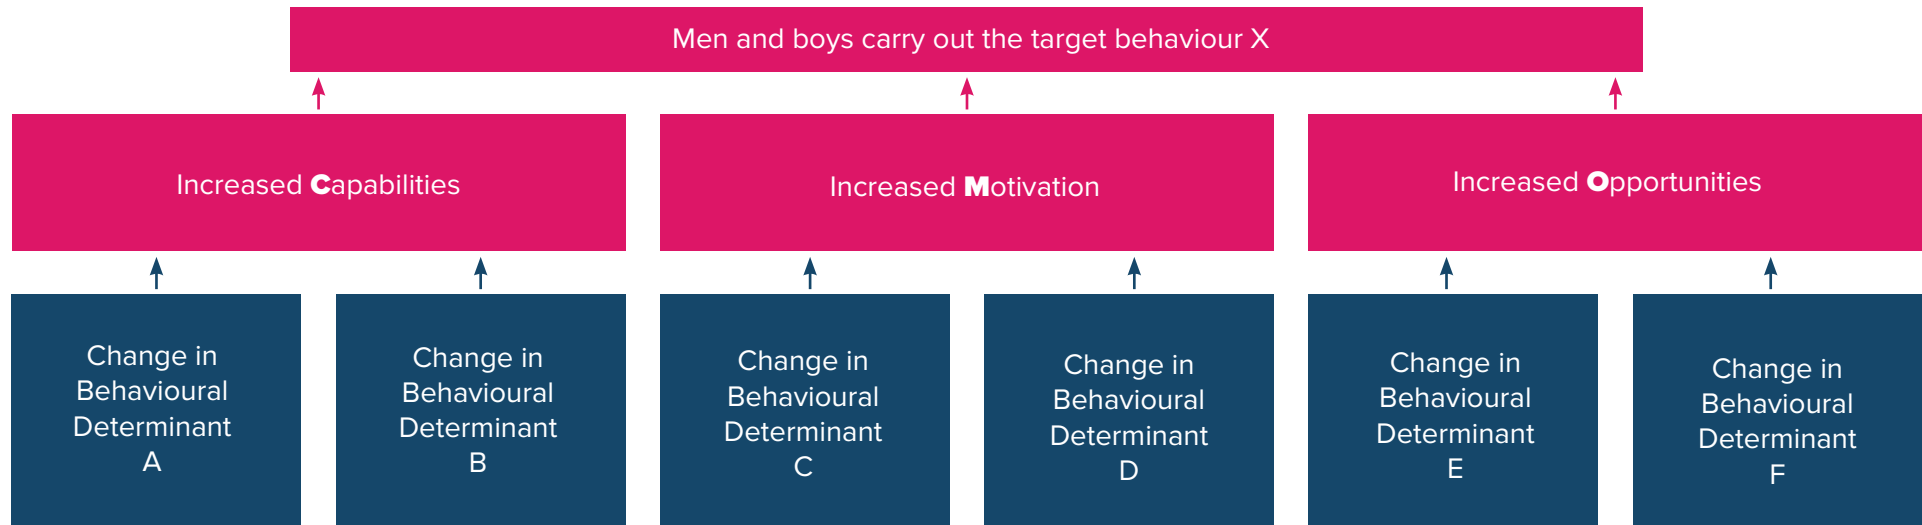 Men and boys carry out the target behaviour X
Increased Capabilities
Increased Motivation
Increased Opportunities
Change in
Behavioural
Determinant
A
Change in
Behavioural
Determinant
B
Change in
Behavioural
Determinant
C
Change in
Behavioural
Determinant
D
Change in
Behavioural
Determinant
E
Change in
Behavioural
Determinant
F